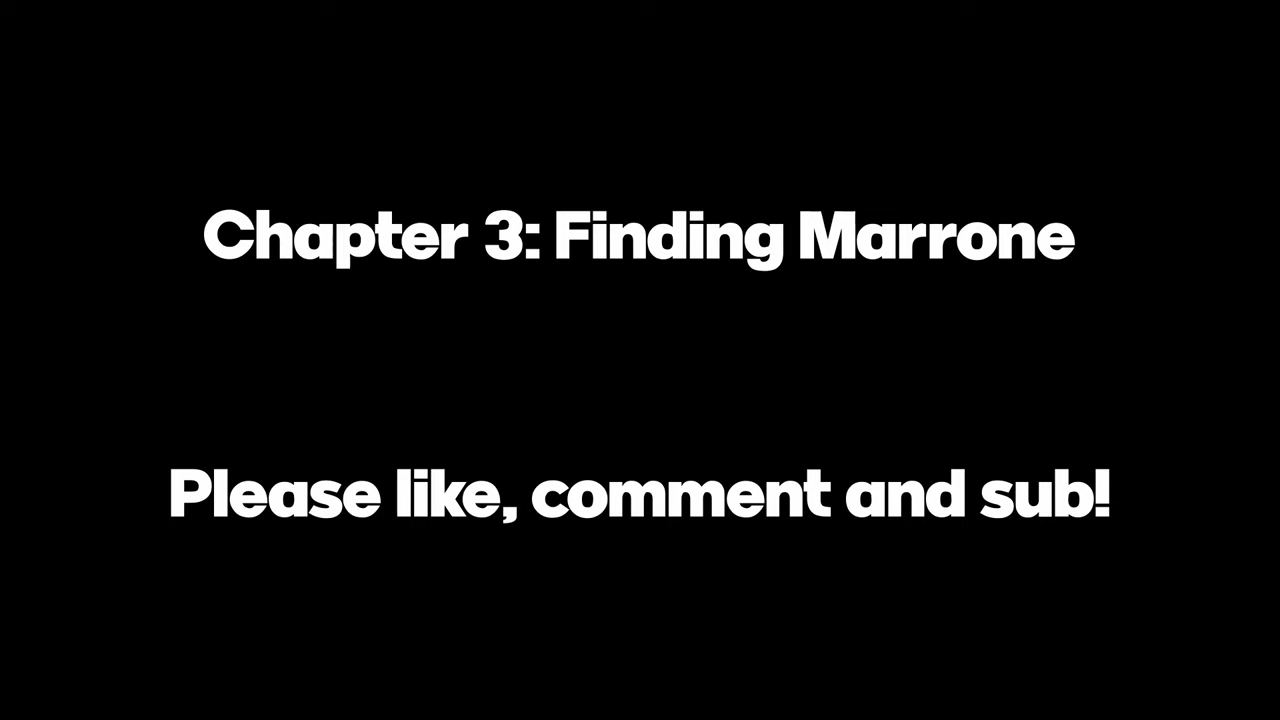 Chapter 3: Finding Marrone
Please like, comment and sub!